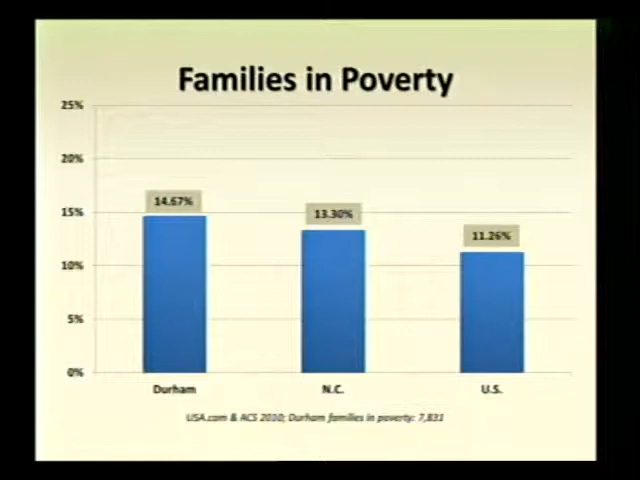 Families in Poverty
25%
20%
15%
10%
5%
0%
14.67%
13.30%
11.26%
Durham
N.C.
U.S.
USA.com & ACS 2010; Durham families in poverty: 7,831